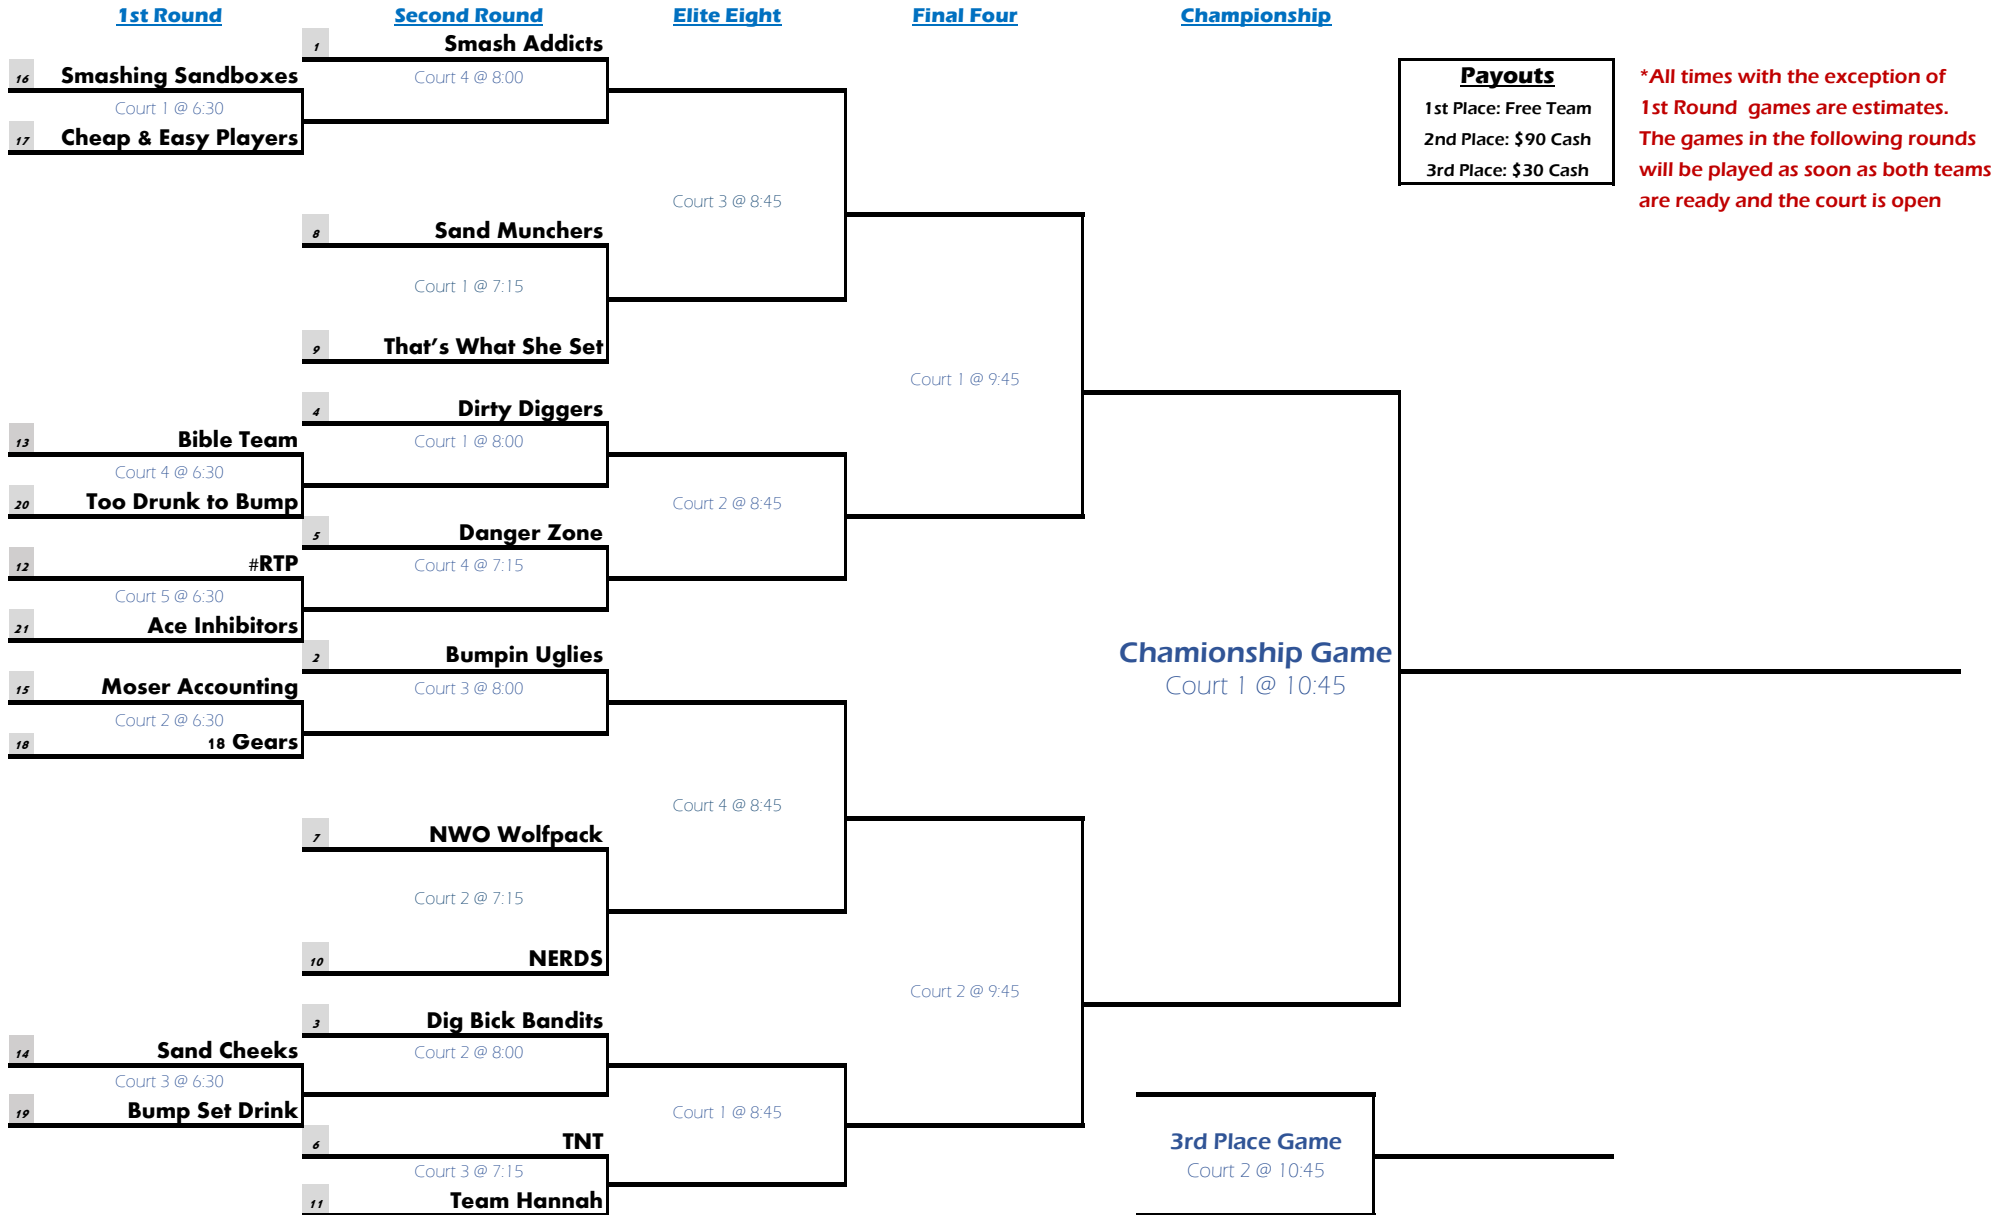 1st Round
Second Round
Elite Eight
Final Four
Championship
1 Smash Addicts
16 Smashing Sandboxes
Court 4 @ 8:00
Court 1 @ 6:30
17 Cheap & Easy Players
Payouts
1st Place: Free Team
2nd Place: $90 Cash
3rd Place: $30 Cash
*All times with the exception of
1st Round games are estimates.
The games in the following rounds
will be played as soon as both teams
are ready and the court is open
Court 3 @ 8:45
8 Sand Munchers
Court 1 @ 7:15
9 That's What She Set
Court 1 @ 9:45
4 Dirty Diggers
13 Bible Team
Court 1 @ 8:00
Court 4 @ 6:30
20 Too Drunk to Bump
Court 2 @ 8:45
5 Danger Zone
12 #RTP
Court 4 @ 7:15
Court 5 @ 6:30
21 Ace Inhibitors
2 Bumpin Uglies
Chamionship Game
Court 1 @ 10:45
15 Moser Accounting
Court 3 @ 8:00
Court 2 @ 6:30
18 18 Gears
Court 4 @ 8:45
7 NWO Wolfpack
Court 2 @ 7:15
10 NERDS
Court 2 @ 9:45
3 Dig Bick Bandits
14 Sand Cheeks
Court 2 @ 8:00
Court 3 @ 6:30
19 Bump Set Drink
Court 1 @ 8:45
6 TNT
3rd Place Game
Court 2 @ 10:45
Court 3 @ 7:15
11 Team Hannah